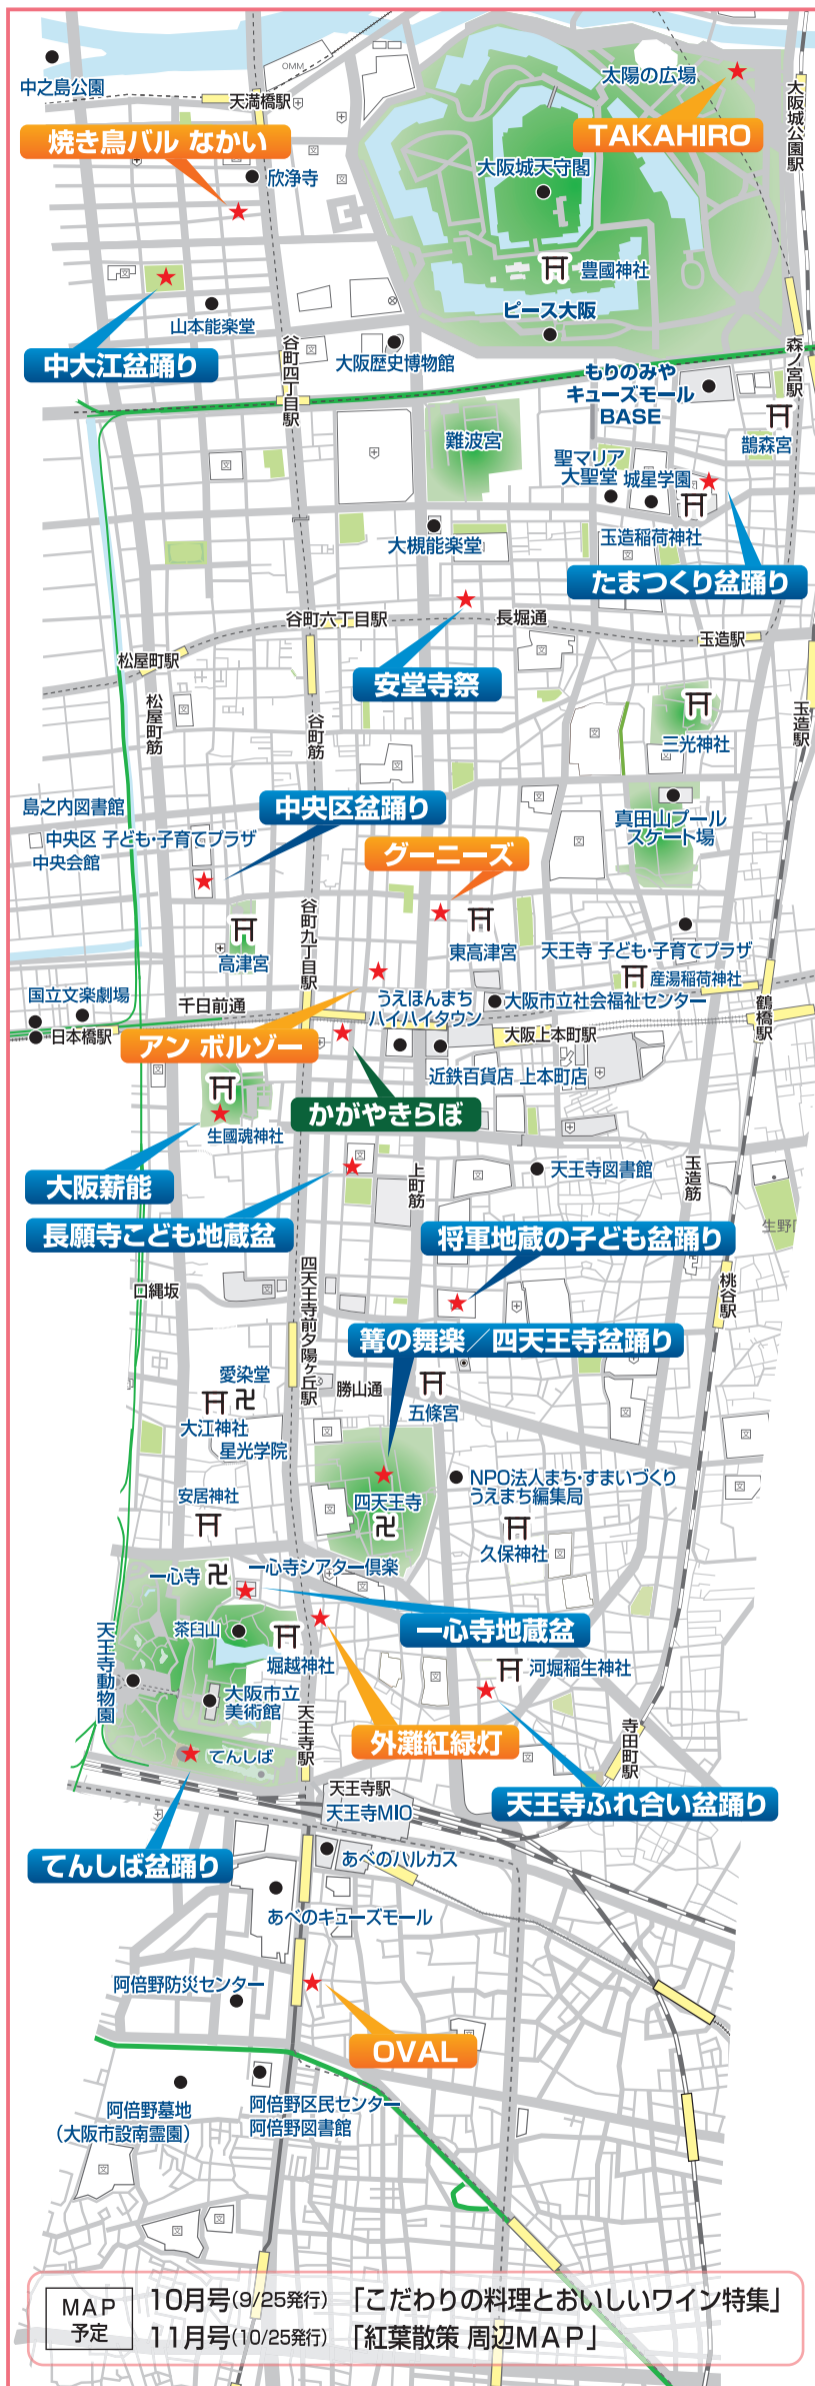 中之島公園
OMM
天満橋駅
太陽の広場
大阪城公園駅
焼き鳥バル なかい
TAKAHIRO
欣浄寺
大阪城天守閣
豊國神社
山本能楽堂
ピース大阪
中大江盆踊り
谷町四丁目駅
大阪歴史博物館
森ノ宮駅
もりのみや
キューズモール
BASE
難波宮
鵲森宮
聖マリア
大聖堂
城星学園
玉造稲荷神社
大槻能楽堂
たまつくり盆踊り
谷町六丁目駅
長堀通
玉造駅
松屋町駅
安堂寺祭
松屋町筋
谷町筋
三光神社
玉造駅
島之内図書館
中央区盆踊り
真田山プール
スケート場
中央区 子ども・子育てプラザ
中央会館
グーニーズ
谷町九丁目駅
高津宮
東高津宮
天王寺 子ども・子育てプラザ
産湯稲荷神社
国立文楽劇場
千日前通
うえほんまち
ハイハイタウン
大阪市立社会福祉センター
鶴橋駅
日本橋駅
アン ボルゾー
大阪上本町駅
近鉄百貨店 上本町店
かがやきらぼ
生國魂神社
大阪薪能
上町筋
天王寺図書館
玉造筋
長願寺こども地蔵盆
将軍地蔵の子ども盆踊り
生野
口縄坂
四天王寺前夕陽ヶ丘駅
桃谷駅
篝の舞楽／四天王寺盆踊り
愛染堂
勝山通
五條宮
大江神社
星光学院
NPO法人まち・すまいづくり
うえまち編集局
安居神社
四天王寺
久保神社
一心寺
一心寺シアター倶楽
一心寺地蔵盆
天王寺動物園
茶臼山
堀越神社
河堀稲生神社
大阪市立
美術館
天王寺駅
外灘紅緑灯
寺田町駅
てんしば
天王寺駅
天王寺MIO
天王寺ふれ合い盆踊り
てんしば盆踊り
あべのハルカス
あべのキューズモール
阿倍野防災センター
OVAL
阿倍野墓地
(大阪市設南霊園)
阿倍野区民センター
阿倍野図書館
MAP
予定
10月号(9/25発行) 「こだわりの料理とおいしいワイン特集」
11月号(10/25発行) 「紅葉散策 周辺MAP」